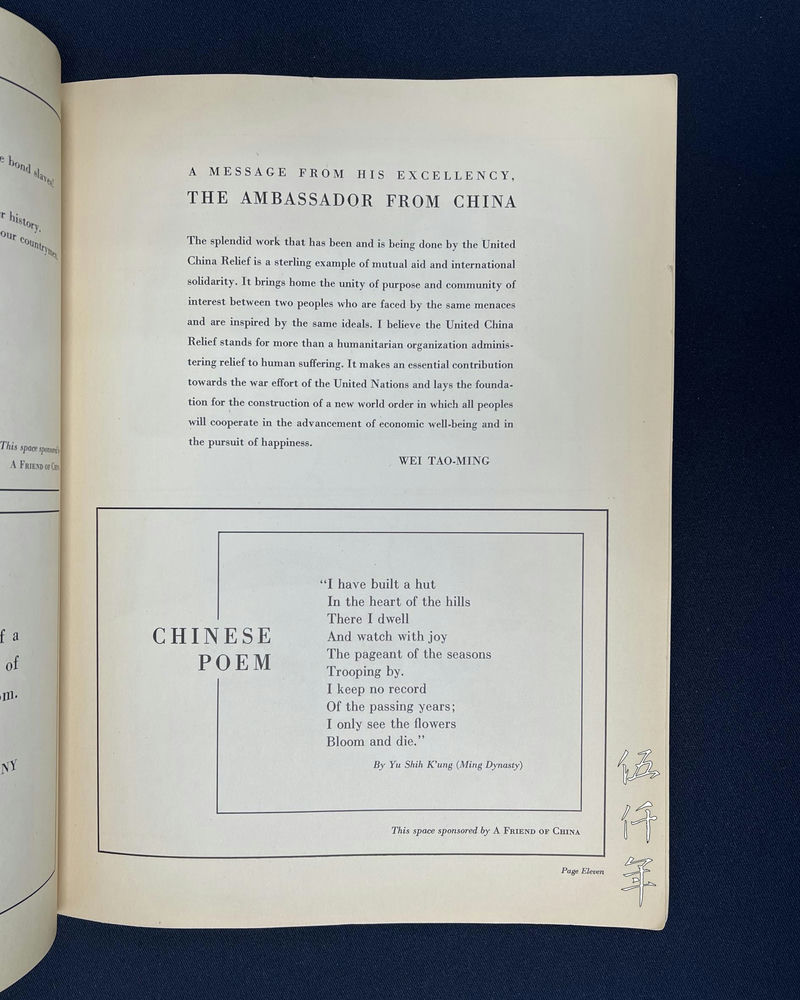 e bond slaves!
r history,
our countrymen,
This space sponsored
A Friend of
f a
of
om.
NY
A MESSAGE FROM HIS EXCELLENCY,
THE AMBASSADOR FROM CHINA
The splendid work that has been and is being done by the United
China Relief is a sterling example of mutual aid and international
solidarity. It brings home the unity of purpose and community of
interest between two peoples who are faced by the same menaces
and are inspired by the same ideals. I believe the United China
Relief stands for more than a humanitarian organization adminis-
tering relief to human suffering. It makes an essential contribution
towards the war effort of the United Nations and lays the founda-
tion for the construction of a new world order in which all peoples
will cooperate in the advancement of economic well-being and in
the pursuit of happiness.
WEI TAO-MING
CHINESE
POEM
“I have built a hut
In the heart of the hills
There I dwell
And watch with joy
The pageant of the seasons
Trooping by.
I keep no record
Of the passing years;
I only see the flowers
Bloom and die.”
By Yu Shih K'ung (Ming Dynasty)
This space sponsored by A Friend of China
Page Eleven
伍仟年